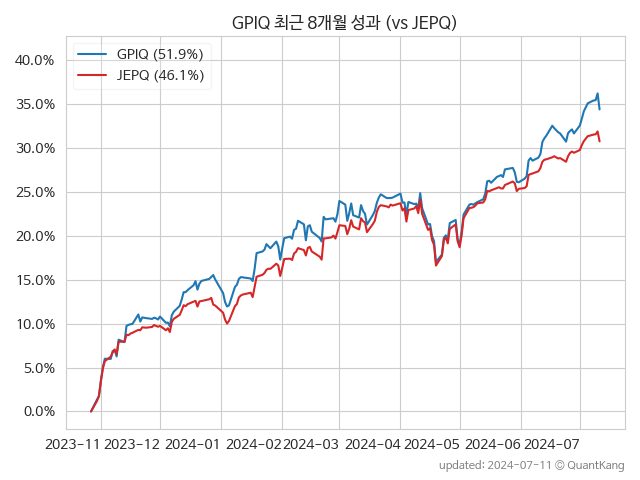 GPIQ 최근 8개월 성과 (vs JEPQ)
GPIQ (51.9%)
JEPQ (46.1%)
40.0%
35.0%
30.0%
25.0%
20.0%
15.0%
10.0%
5.0%
0.0%
2023-11 2023-12 2024-01 2024-02 2024-03 2024-04 2024-05 2024-06 2024-07
updated: 2024-07-11 © QuantKang